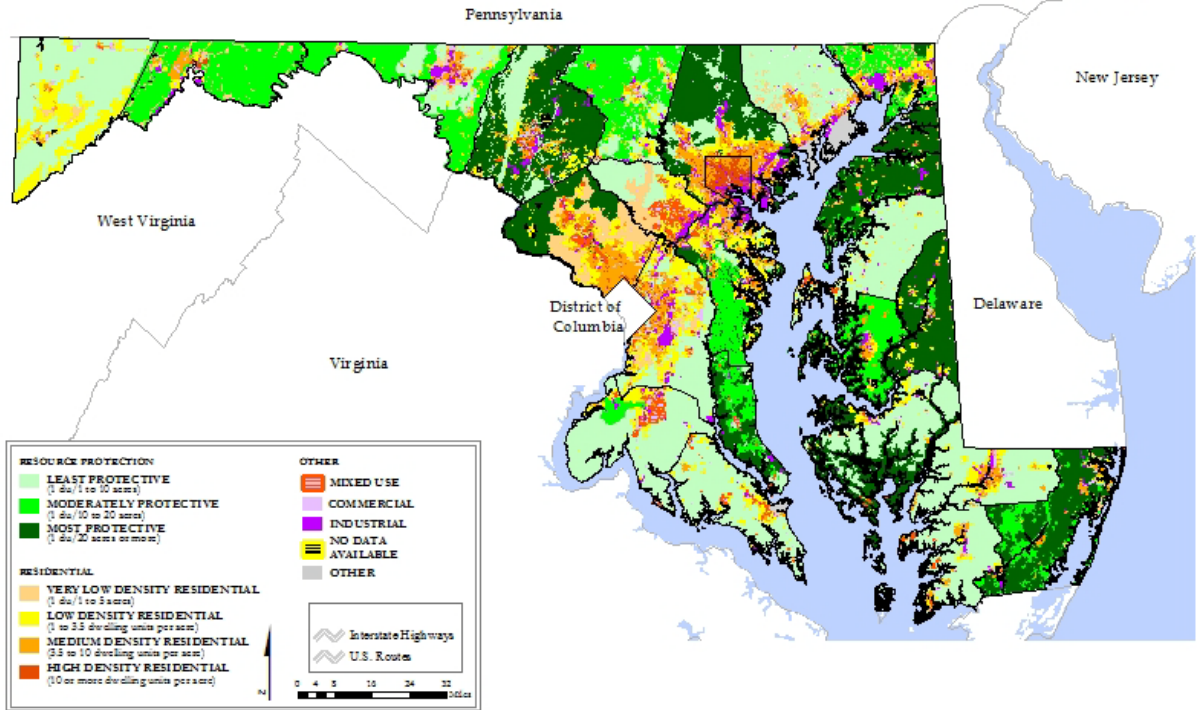 Pennsylvania
New Jersey
West Virginia
Delaware
District of
Columbia
Virginia
RESOURCE PROTECTION
LEAST PROTECTIVE
(1 du/1 to 10 acres)
MODERATELY PROTECTIVE
(1 du/10 to 20 acres)
MOST PROTECTIVE
(1 du/20 acres or more)
RESIDENTIAL
VERY LOW DENSITY RESIDENTIAL
(1 du/1 to 5 acres)
LOW DENSITY RESIDENTIAL
(1 to 3.5 dwelling units per acre)
MEDIUM DENSITY RESIDENTIAL
(3.5 to 10 dwelling units per acre)
HIGH DENSITY RESIDENTIAL
(10 or more dwelling units per acre)
OTHER
MIXED USE
COMMERCIAL
INDUSTRIAL
NO DATA
AVAILABLE
OTHER
Interstate Highways
U.S. Routes
N
0 4 8 16 24 32
Miles